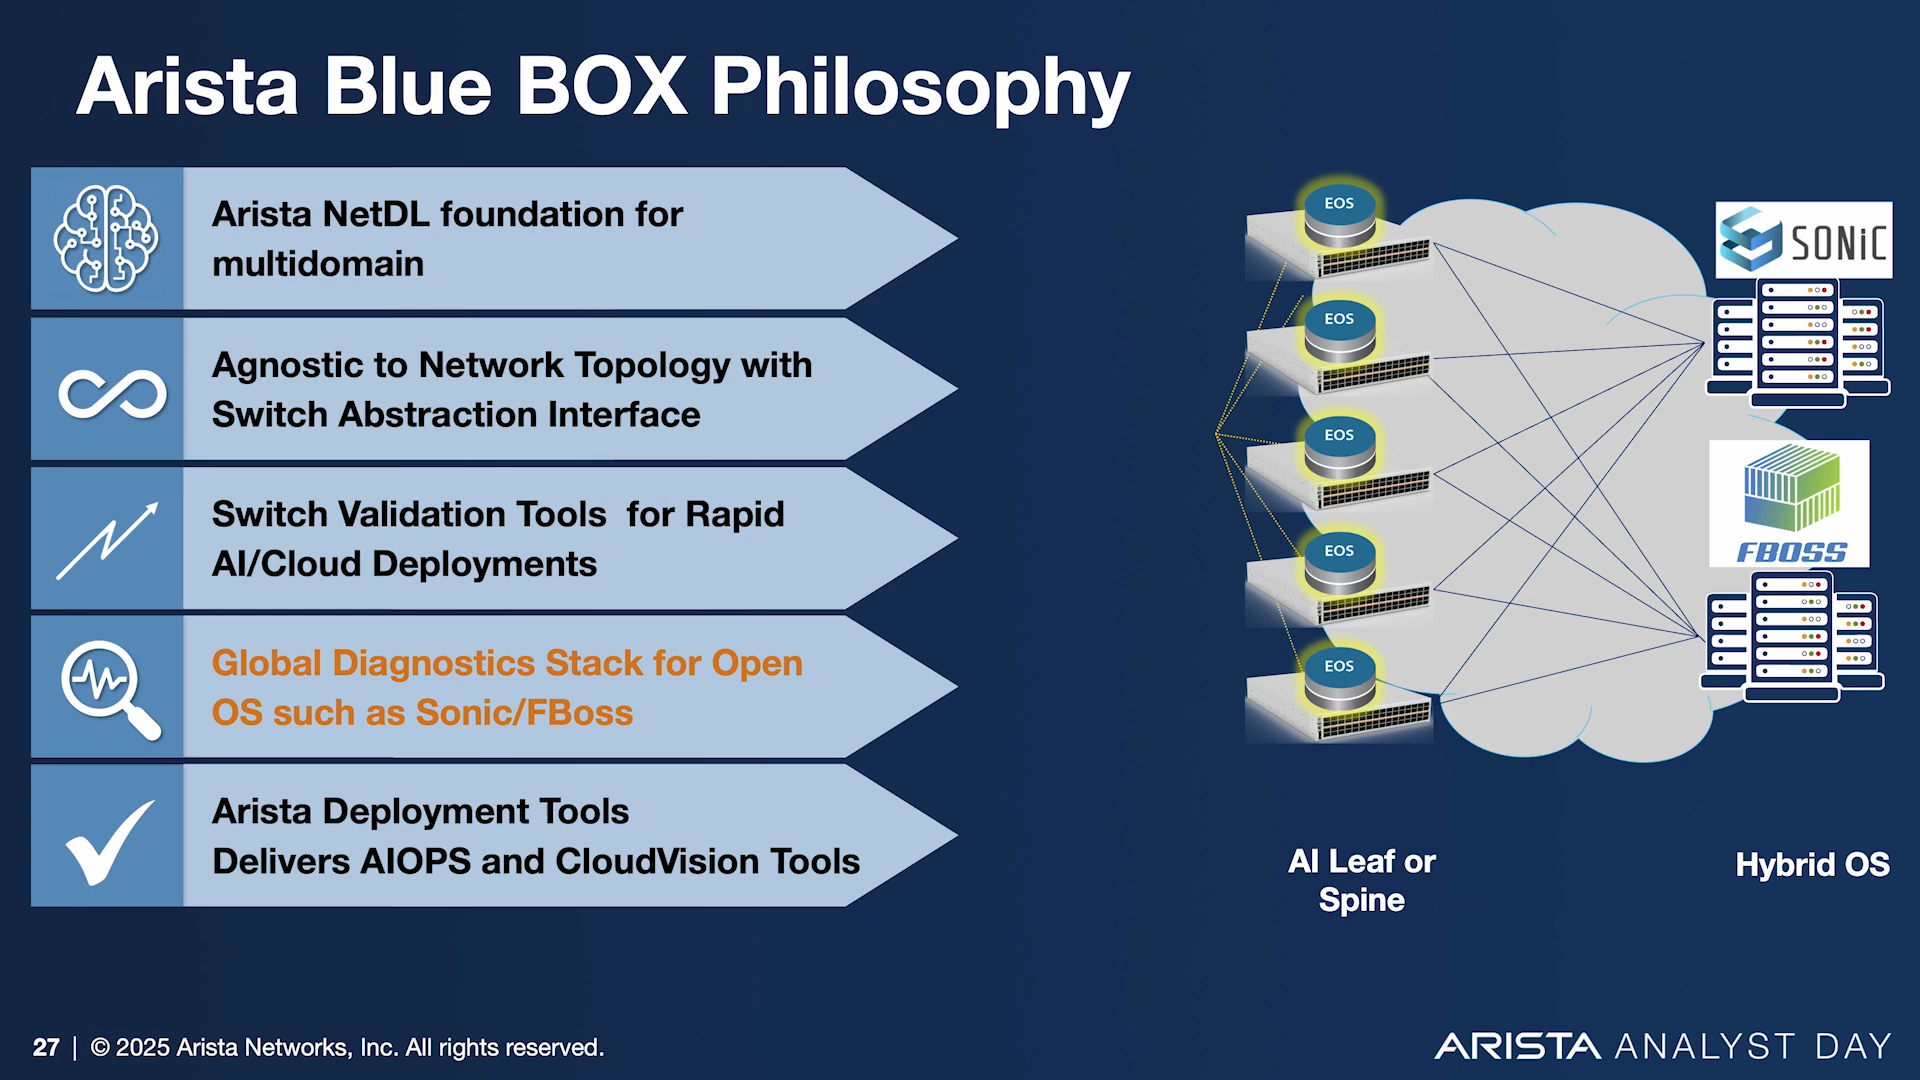 Arista Blue BOX Philosophy
Arista NetDL foundation for
multidomain
Agnostic to Network Topology with
Switch Abstraction Interface
Switch Validation Tools  for Rapid
AI/Cloud Deployments
Global Diagnostics Stack for Open
OS such as Sonic/FBoss
Arista Deployment Tools
Delivers AIOPS and CloudVision Tools
EOS
EOS
EOS
EOS
EOS
SONiC
FBOSS
AI Leaf or
Spine
Hybrid OS
27 | © 2025 Arista Networks, Inc. All rights reserved.
ARISTA ANALYST DAY